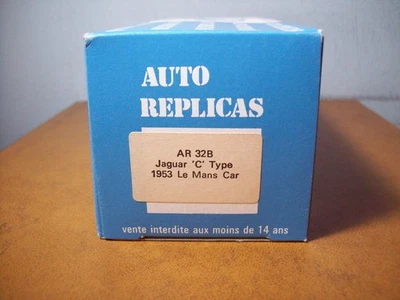 AUTO
REPLICAS
AR 32B
Jaguar 'C' Type
1953 Le Mans Car
vente interdite aux moins de 14 ans